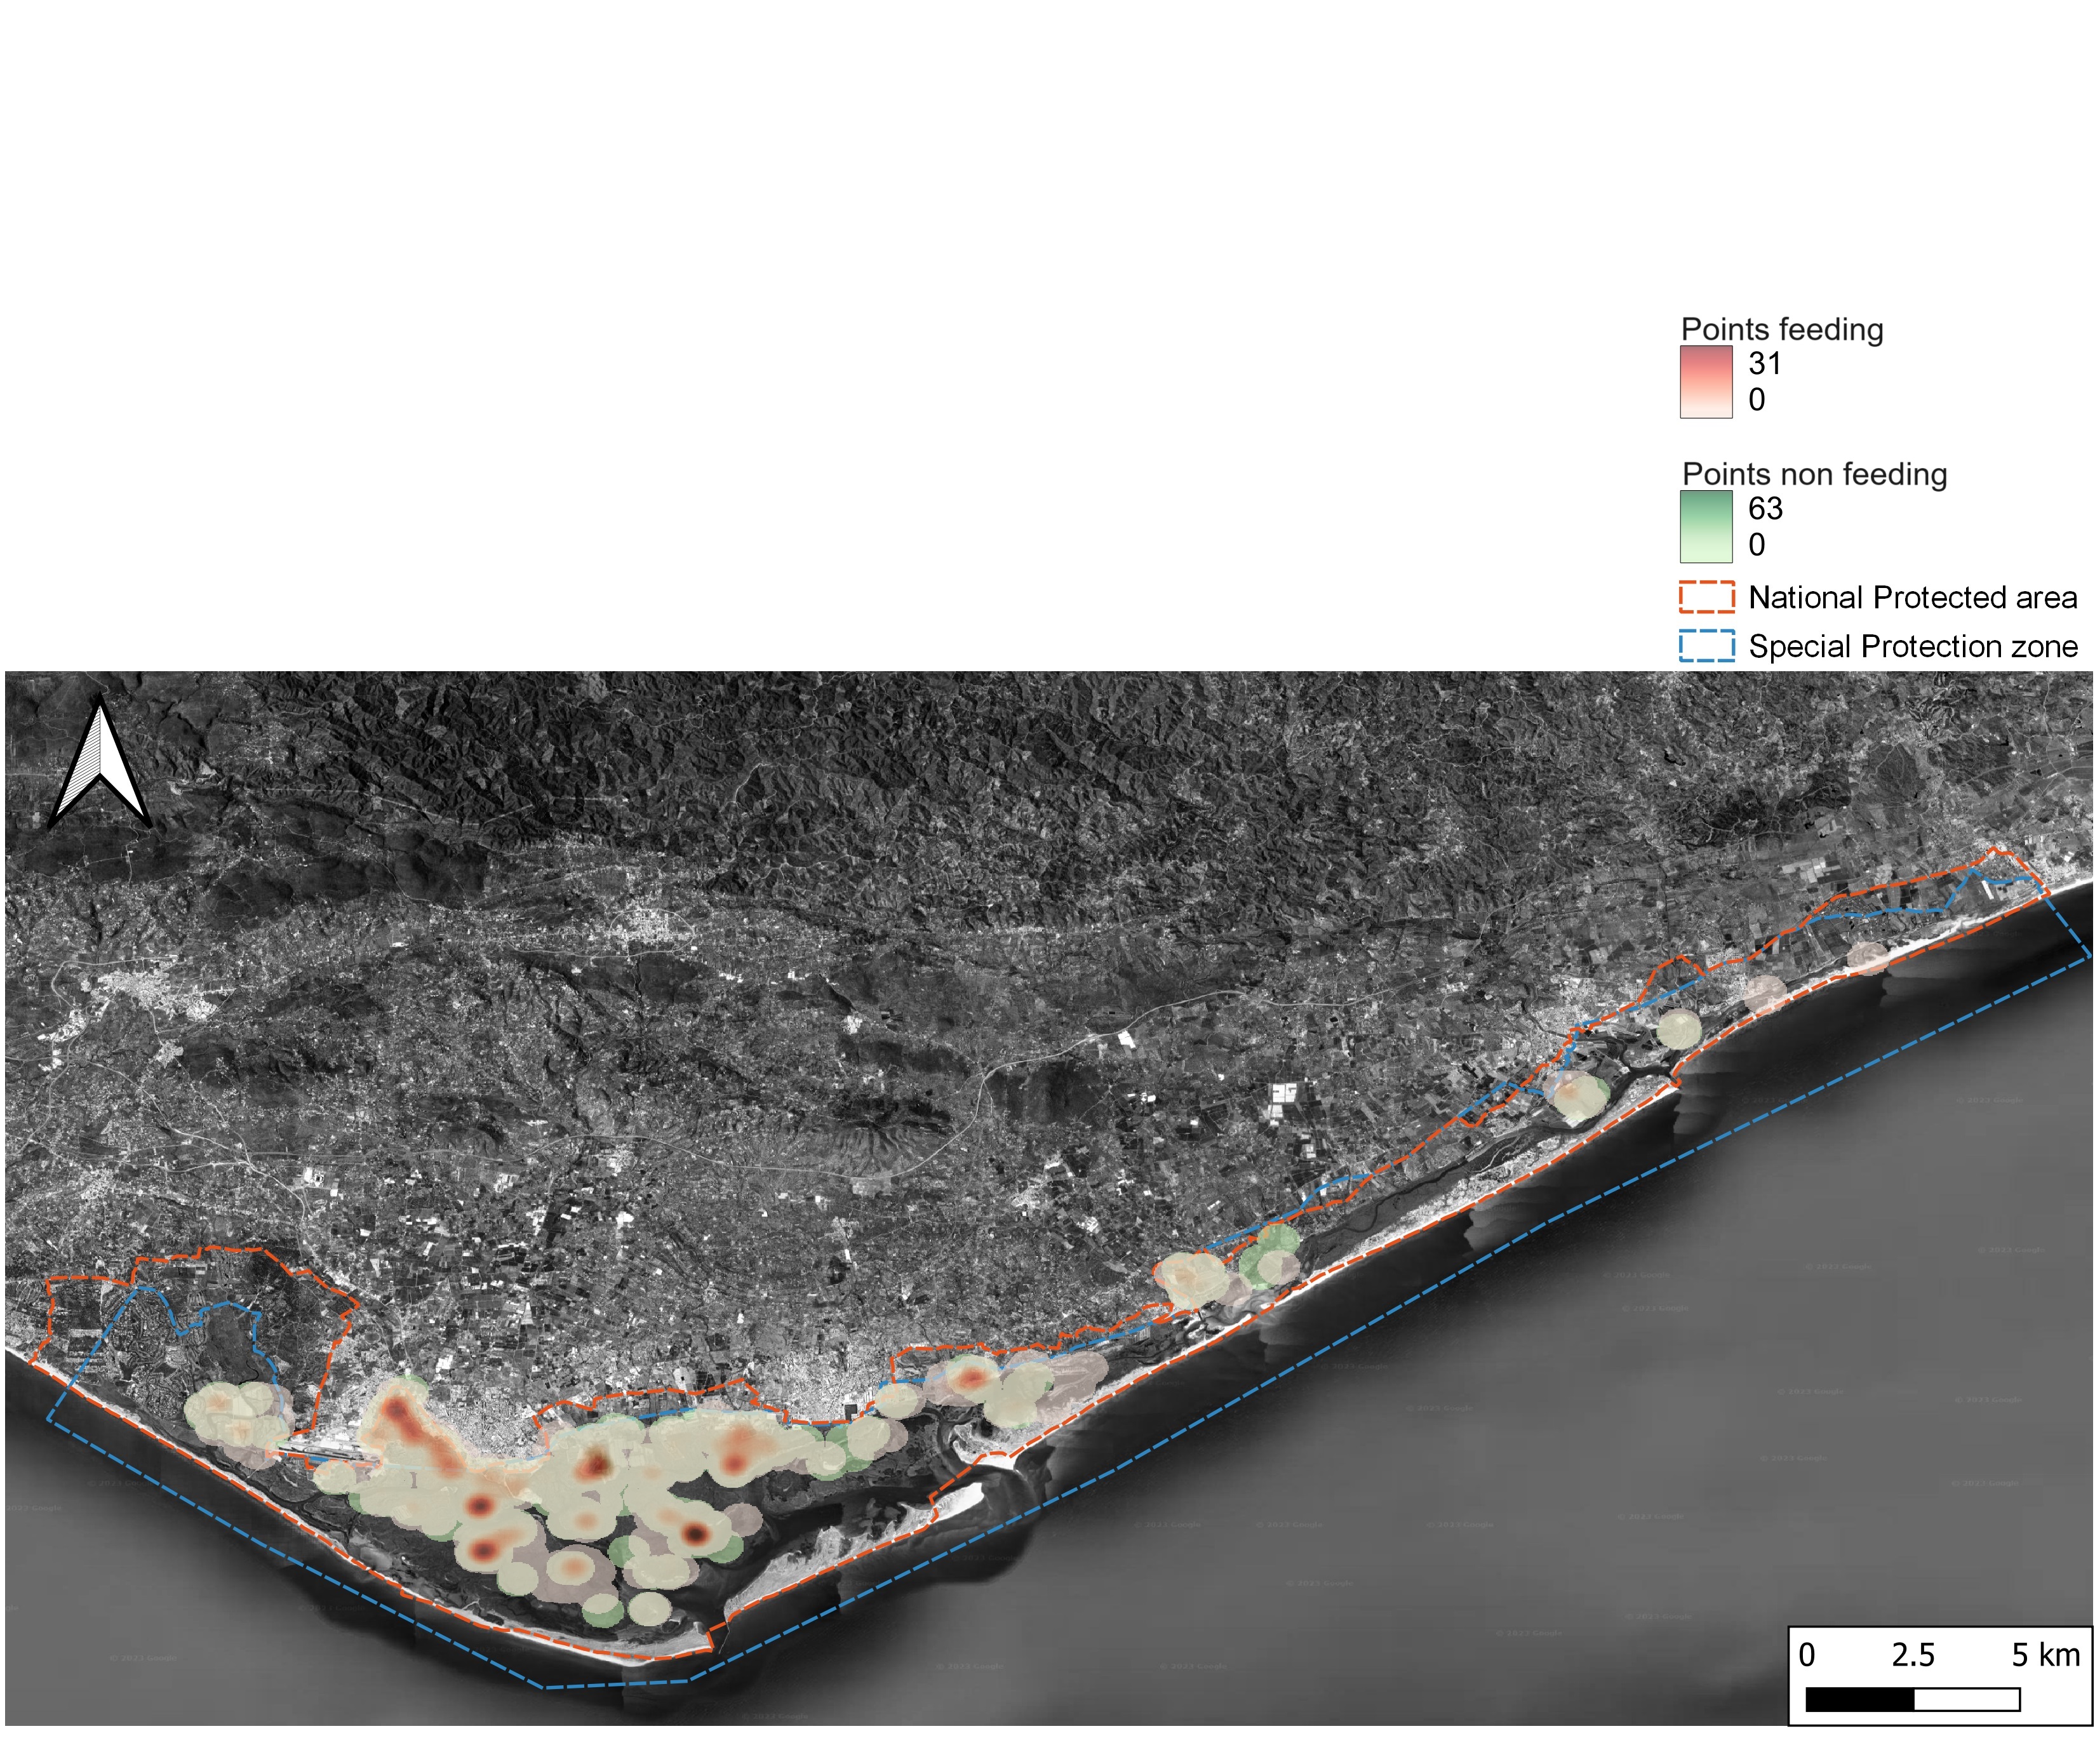 Points feeding
31
0
Points non feeding
63
0
National Protected area
Special Protection zone
0 2.5 5 km